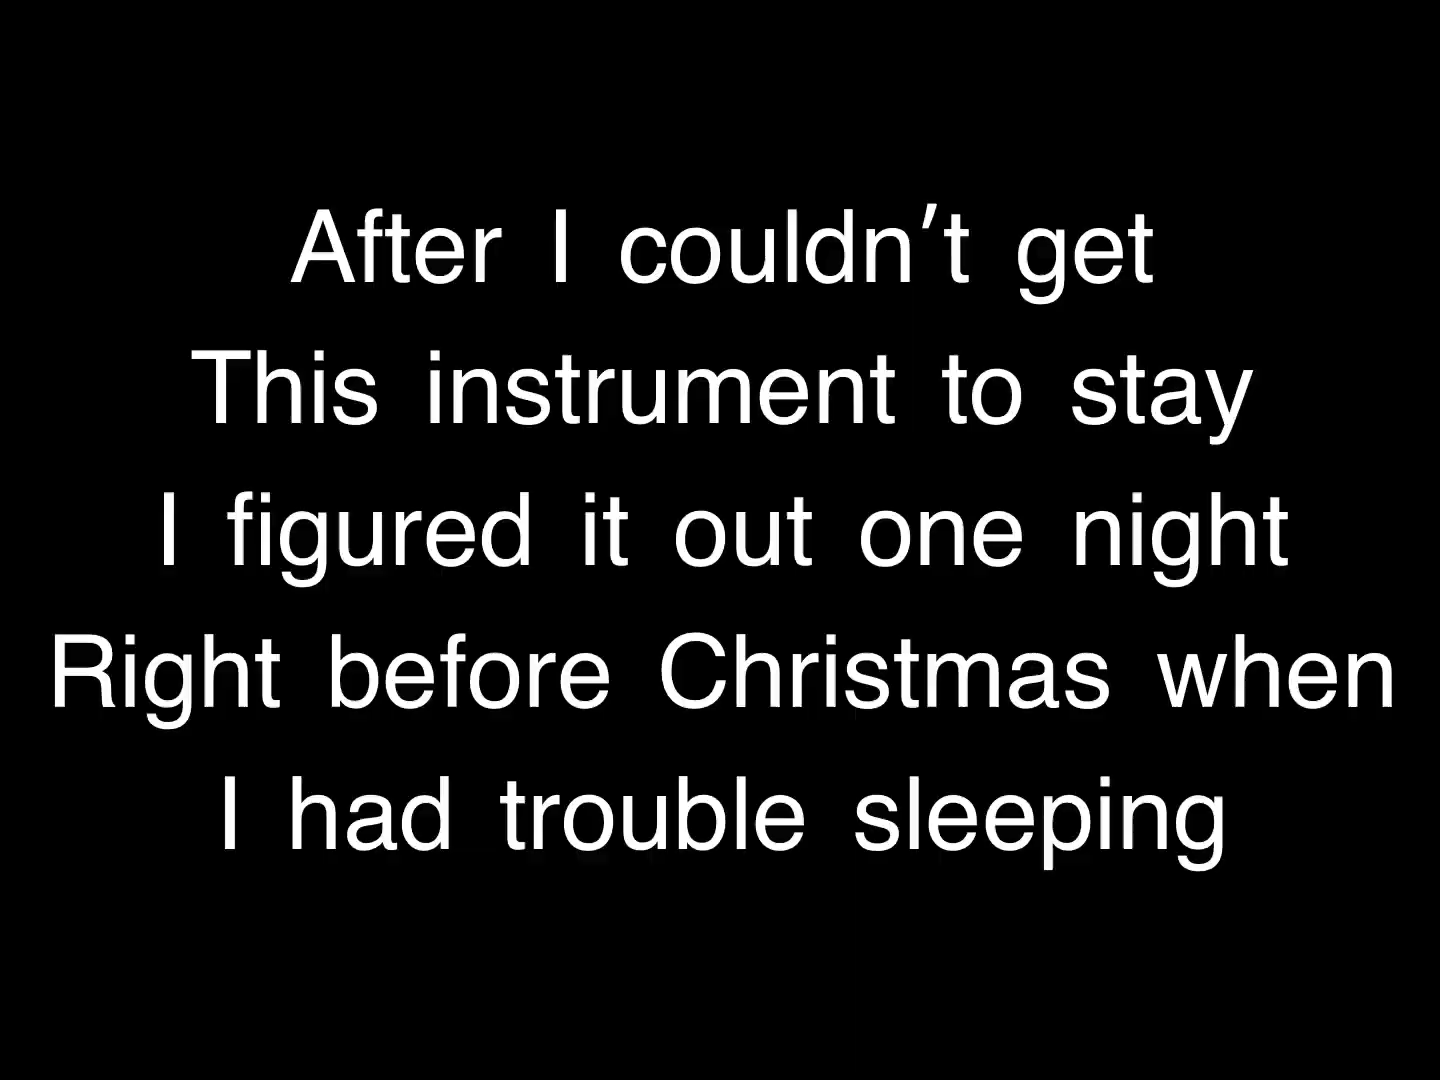 After I couldn't get
This instrument to stay
I figured it out one night
Right before Christmas when
I had trouble sleeping